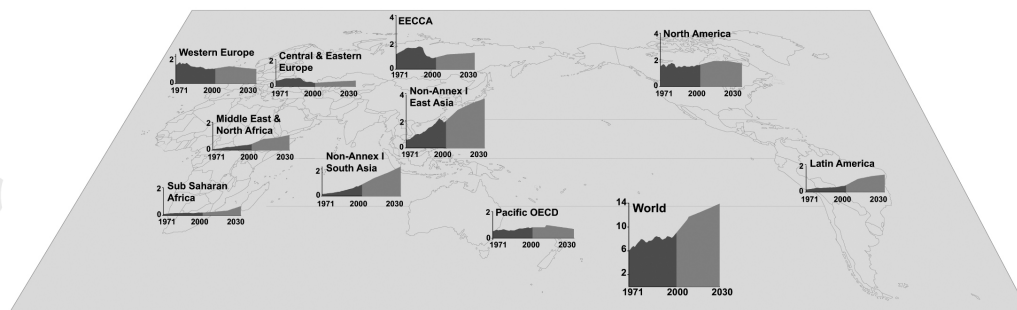 EECCA
4
2
0
1971 2000 2030
North America
4
2
0
1971 2000 2030
Western Europe
2
0
1971 2000 2030
Central & Eastern
Europe
2
0
1971 2000 2030
Non-Annex I
East Asia
4
2
0
1971 2000 2030
Middle East &
North Africa
2
0
1971 2000 2030
Non-Annex I
South Asia
2
0
1971 2000 2030
Latin America
2
0
1971 2000 2030
Sub Saharan
Africa
2
0
1971 2000 2030
Pacific OECD
2
0
1971 2000 2030
World
14
10
6
2
1971 2000 2030